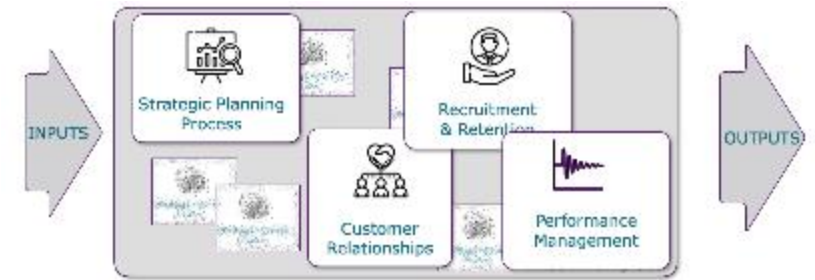 INPUTS
Strategic Planning
Process
Recruitment
& Retention
Customer
Relationships
Performance
Management
OUTPUTS